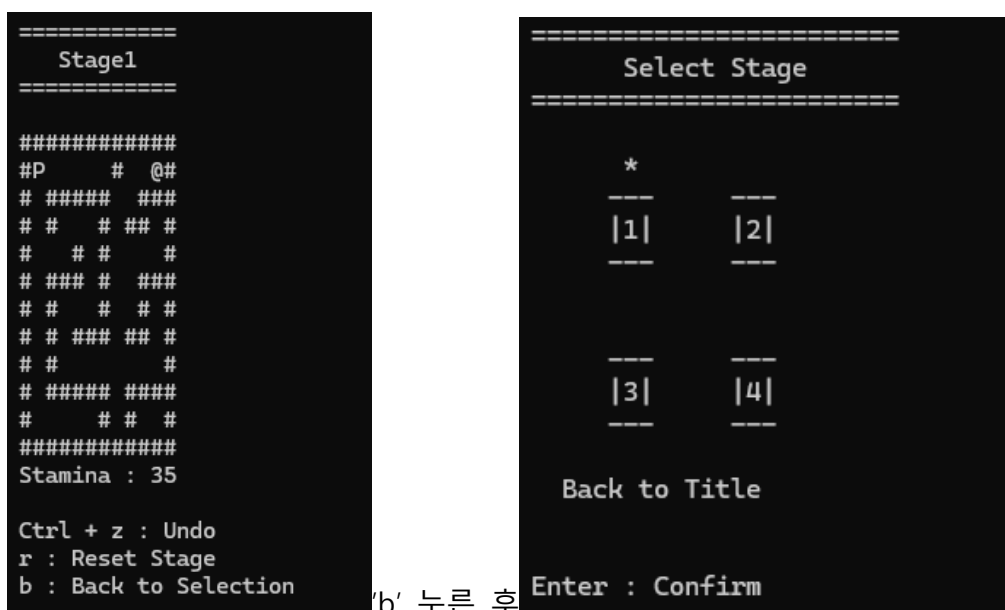 ============
   Stage1
============
############
#P     #  @#
# #####  ###
# #   # ## #
#   # #    #
# ### #  ###
# #   #  # #
# # ### ## #
# #        #
# ##### ####
#     # #  #
############
Stamina : 35
Ctrl + z : Undo
r : Reset Stage
b : Back to Selection
'b' 누른 후
========================
      Select Stage
========================
      *
     ---     ---
     |1|     |2|
     ---     ---
     ---     ---
     |3|     |4|
     ---     ---
  Back to Title
Enter : Confirm